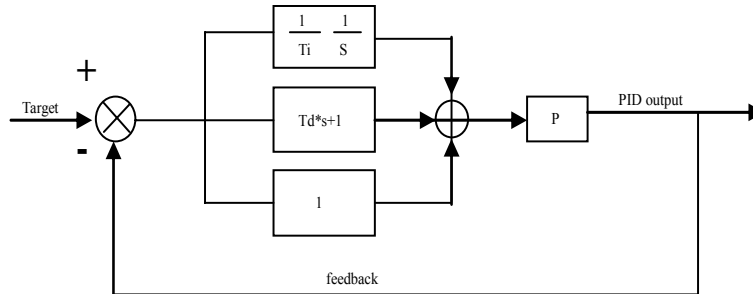 1 1
Ti S
+
Target
Td*s+1
P
PID output
-
1
feedback